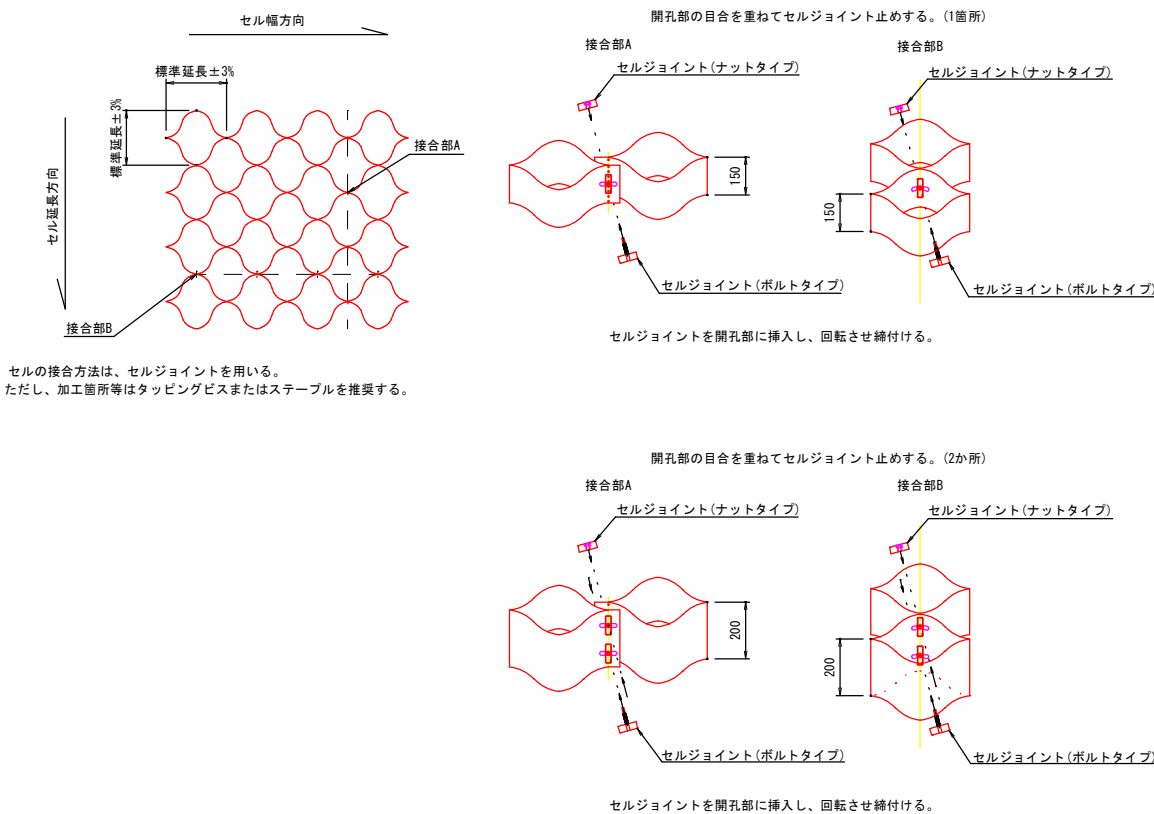 セル幅方向
標準延長±3%
標準延長±3%
セル延長方向
接合部A
接合部B
セルの接合方法は、セルジョイントを用いる。
ただし、加工箇所等はタッピングビスまたはステープルを推奨する。
開孔部の目合を重ねてセルジョイント止めする。(1箇所)
接合部A
セルジョイント(ナットタイプ)
150
セルジョイント(ボルトタイプ)
接合部B
セルジョイント(ナットタイプ)
150
セルジョイント(ボルトタイプ)
セルジョイントを開孔部に挿入し、回転させ締付ける。
開孔部の目合を重ねてセルジョイント止めする。(2か所)
接合部A
セルジョイント(ナットタイプ)
200
セルジョイント(ボルトタイプ)
接合部B
セルジョイント(ナットタイプ)
200
セルジョイント(ボルトタイプ)
セルジョイントを開孔部に挿入し、回転させ締付ける。